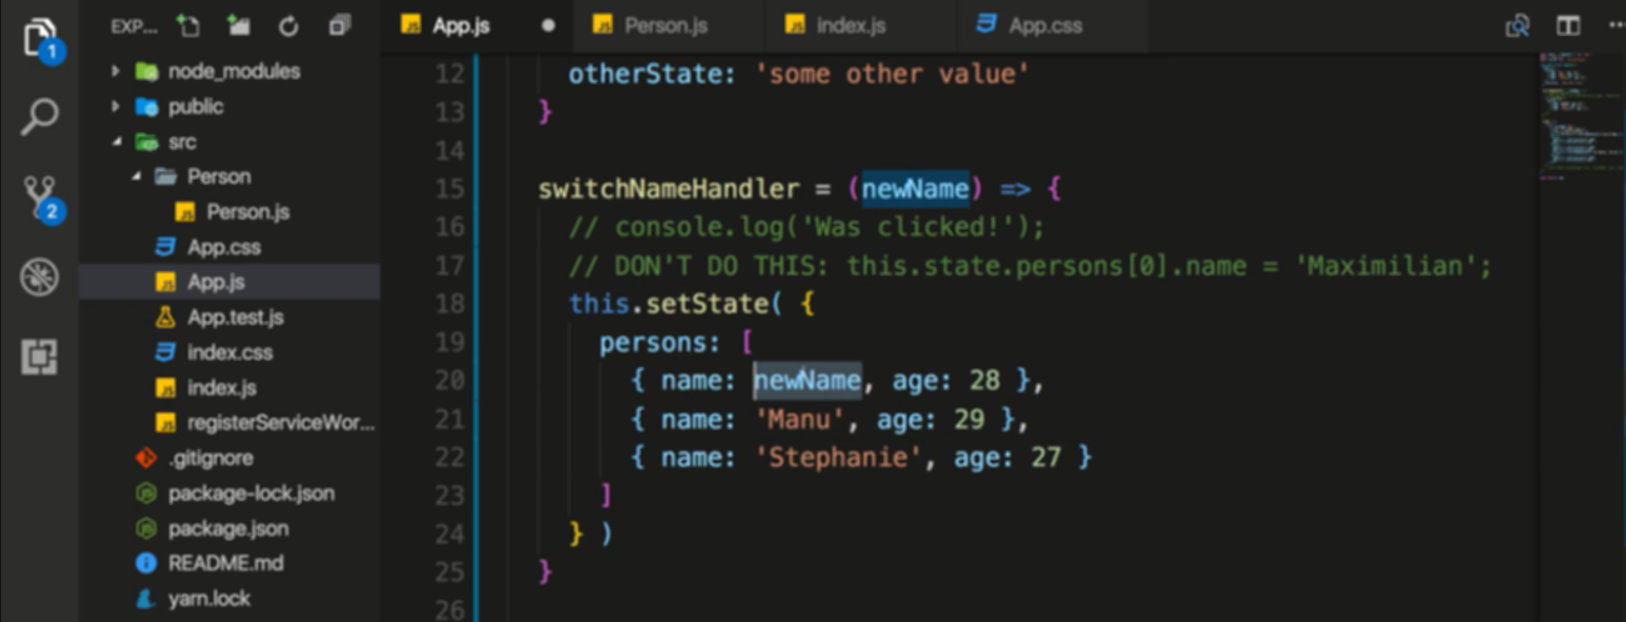 EXP...
1
2
node_modules
public
src
Person
Person.js
App.css
App.js
App.test.js
index.css
index.js
registerServiceWor...
.gitignore
package-lock.json
package.json
README.md
yarn.lock
App.js
Person.js
index.js
App.css
12 otherState: 'some other value'
13 }
14
15 switchNameHandler = (newName) => {
16 // console.log('Was clicked!');
17 // DON'T DO THIS: this.state.persons[0].name = 'Maximilian';
18 this.setState( {
19 persons: [
20 { name: newName, age: 28 },
21 { name: 'Manu', age: 29 },
22 { name: 'Stephanie', age: 27 }
23 ]
24 } )
25 }
26